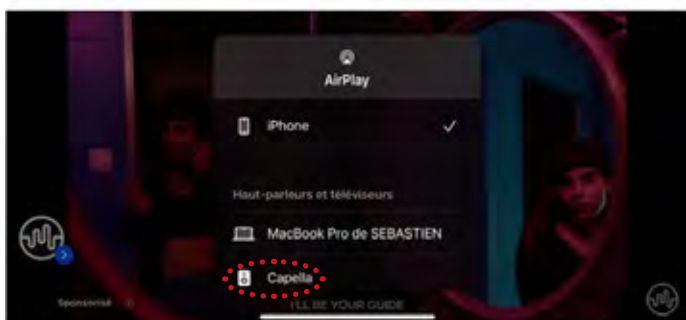 AirPlay
iPhone
Haut-parleurs et téléviseurs
MacBook Pro de SEBASTIEN
Capella
Sponsorisé
I'LL BE YOUR GUIDE